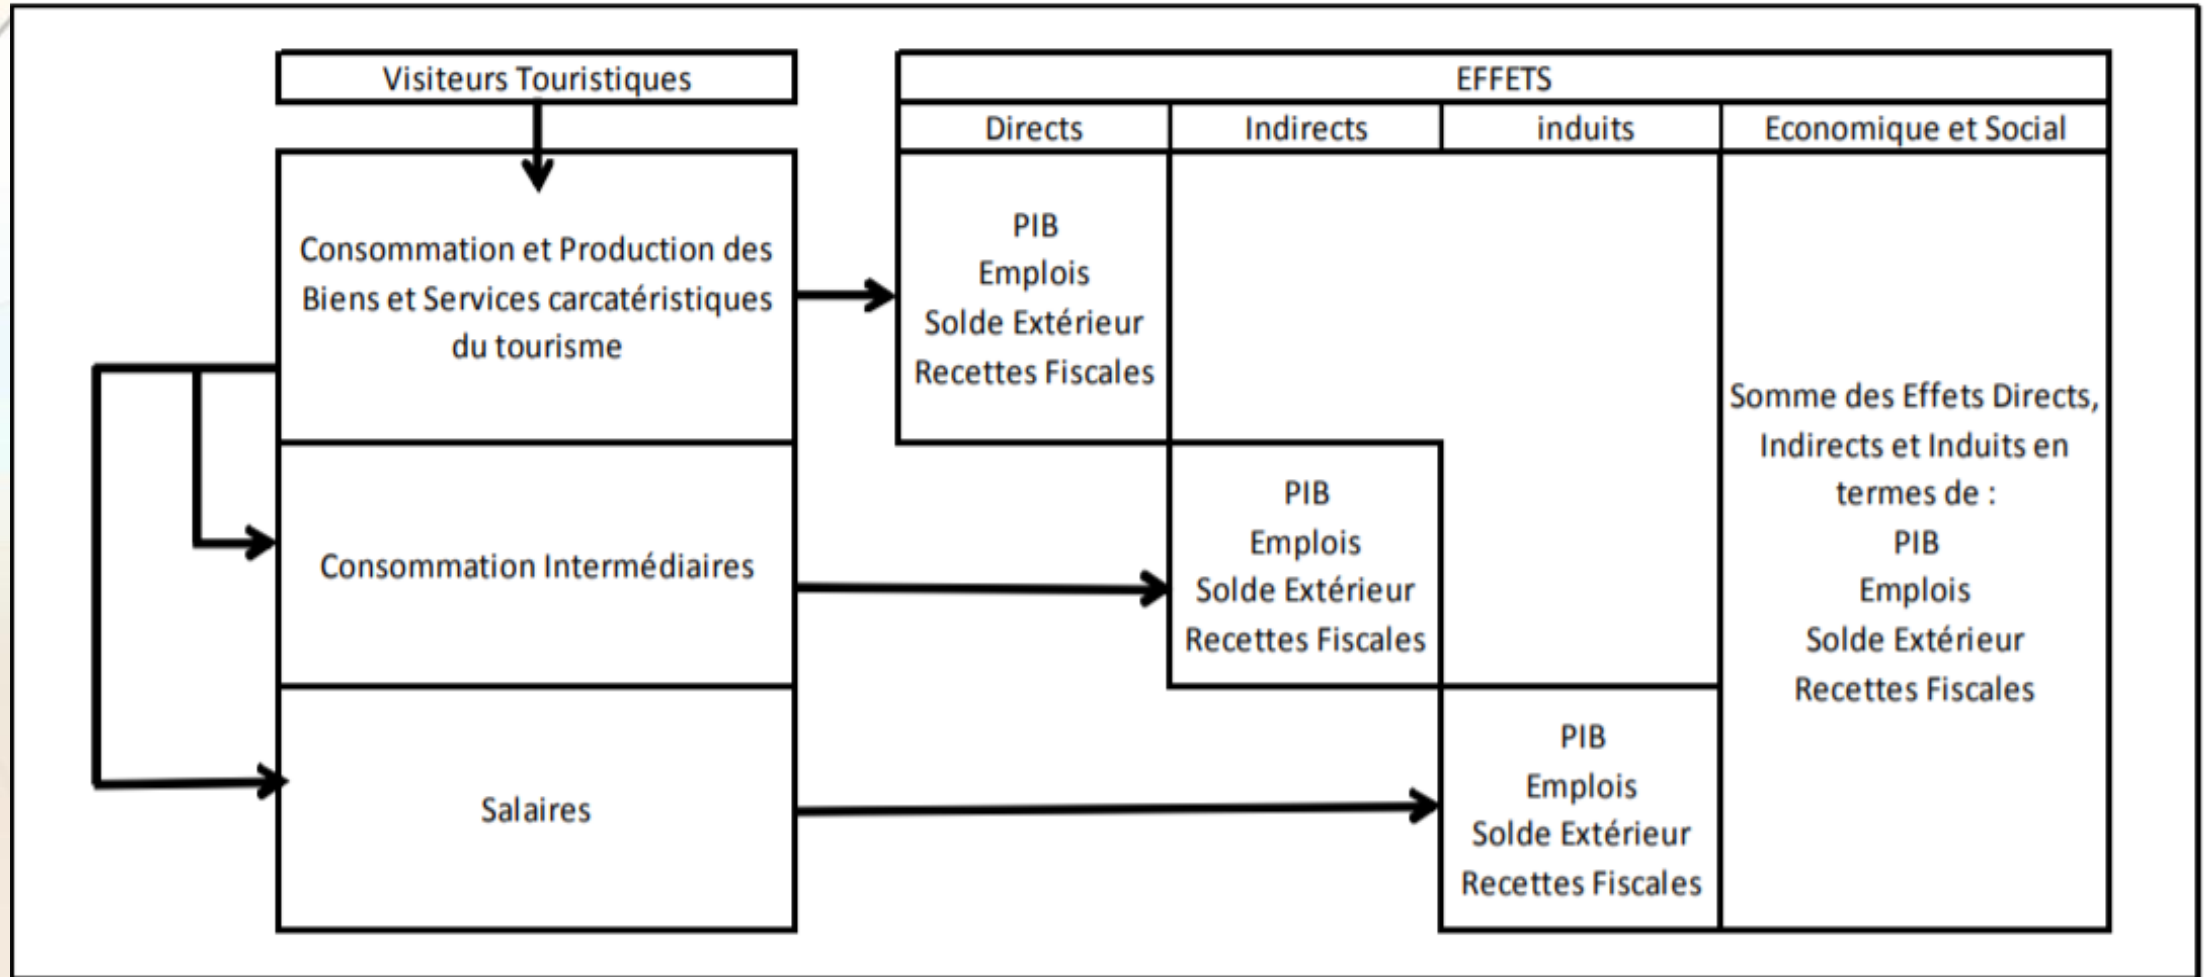 Visiteurs Touristiques
EFFETS
Directs
Indirects
induits
Economique et Social
Consommation et Production des
Biens et Services carcatéristiques
du tourisme
PIB
Emplois
Solde Extérieur
Recettes Fiscales
Consommation Intermédiaires
PIB
Emplois
Solde Extérieur
Recettes Fiscales
Salaires
PIB
Emplois
Solde Extérieur
Recettes Fiscales
Somme des Effets Directs,
Indirects et Induits en
termes de :
PIB
Emplois
Solde Extérieur
Recettes Fiscales